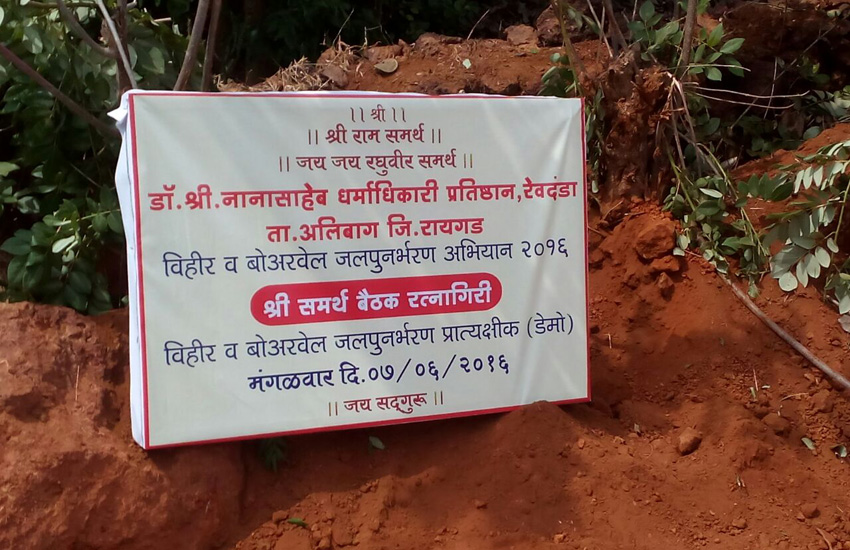 ।। श्री ।।
।। श्री राम समर्थ ।।
।। जय जय रघुवीर समर्थ ।।
डॉ.श्री.नानासाहेब धर्माधिकारी प्रतिष्ठान,रेवदंडा
ता.अलिबाग जि.रायगड
विहीर व बोअरवेल जलपुनर्भरण अभियान २०१६
श्री समर्थ बैठक रत्नागिरी
विहीर व बोअरवेल जलपुनर्भरण प्रात्यक्षीक (डेमो)
मंगळवार दि.०७/०६/२०१६
।। जय सद्‌गुरू ।।